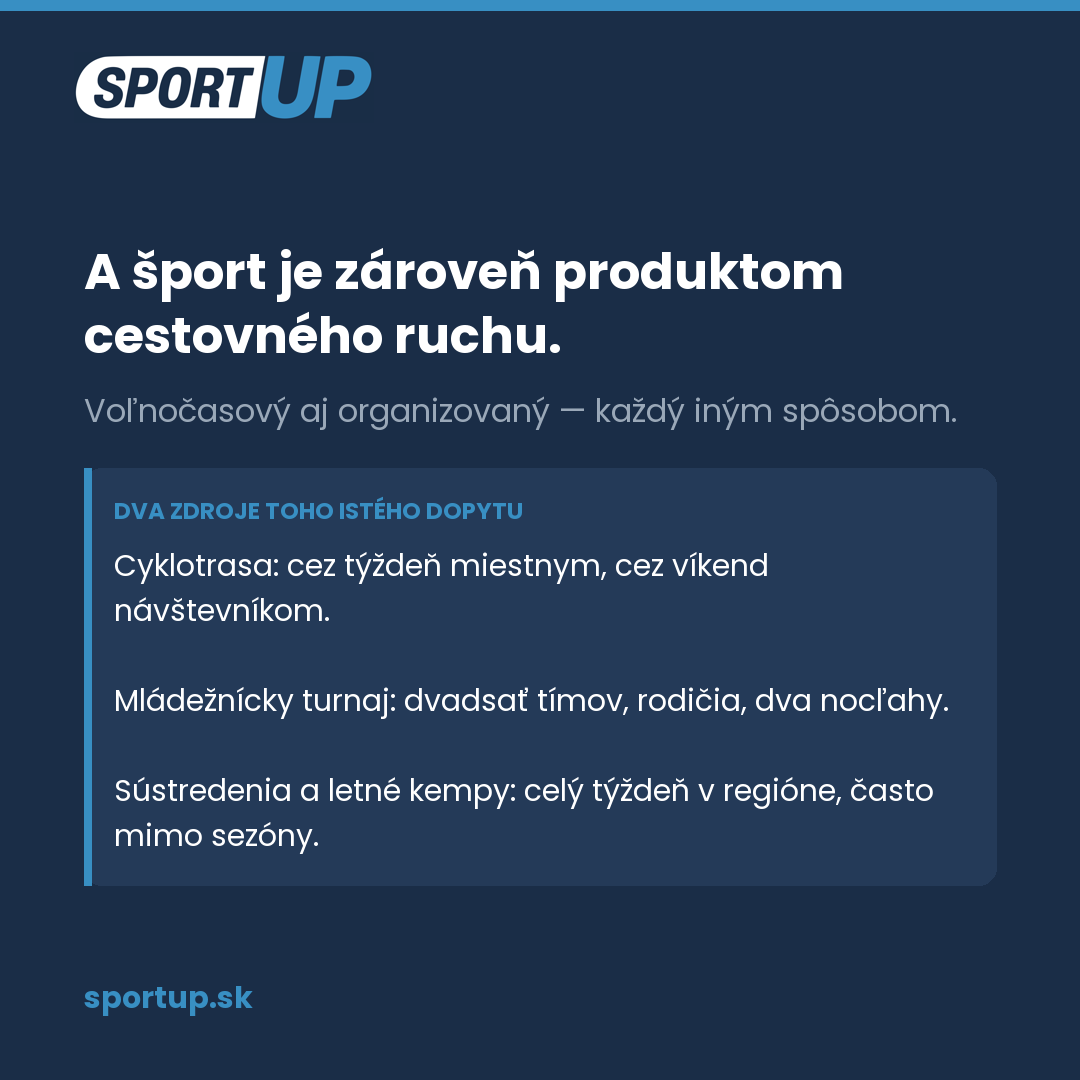 SPORTUP
A šport je zároveň produktom
cestovného ruchu.
Voľnočasový aj organizovaný — každý iným spôsobom.
DVA ZDROJE TOHO ISTÉHO DOPYTU
Cyklotrasa: cez týždeň miestnym, cez víkend
návštevníkom.
Mládežnícky turnaj: dvadsať tímov, rodičia, dva nocľahy.
Sústredenia a letné kempy: celý týždeň v regióne, často
mimo sezóny.
sportup.sk